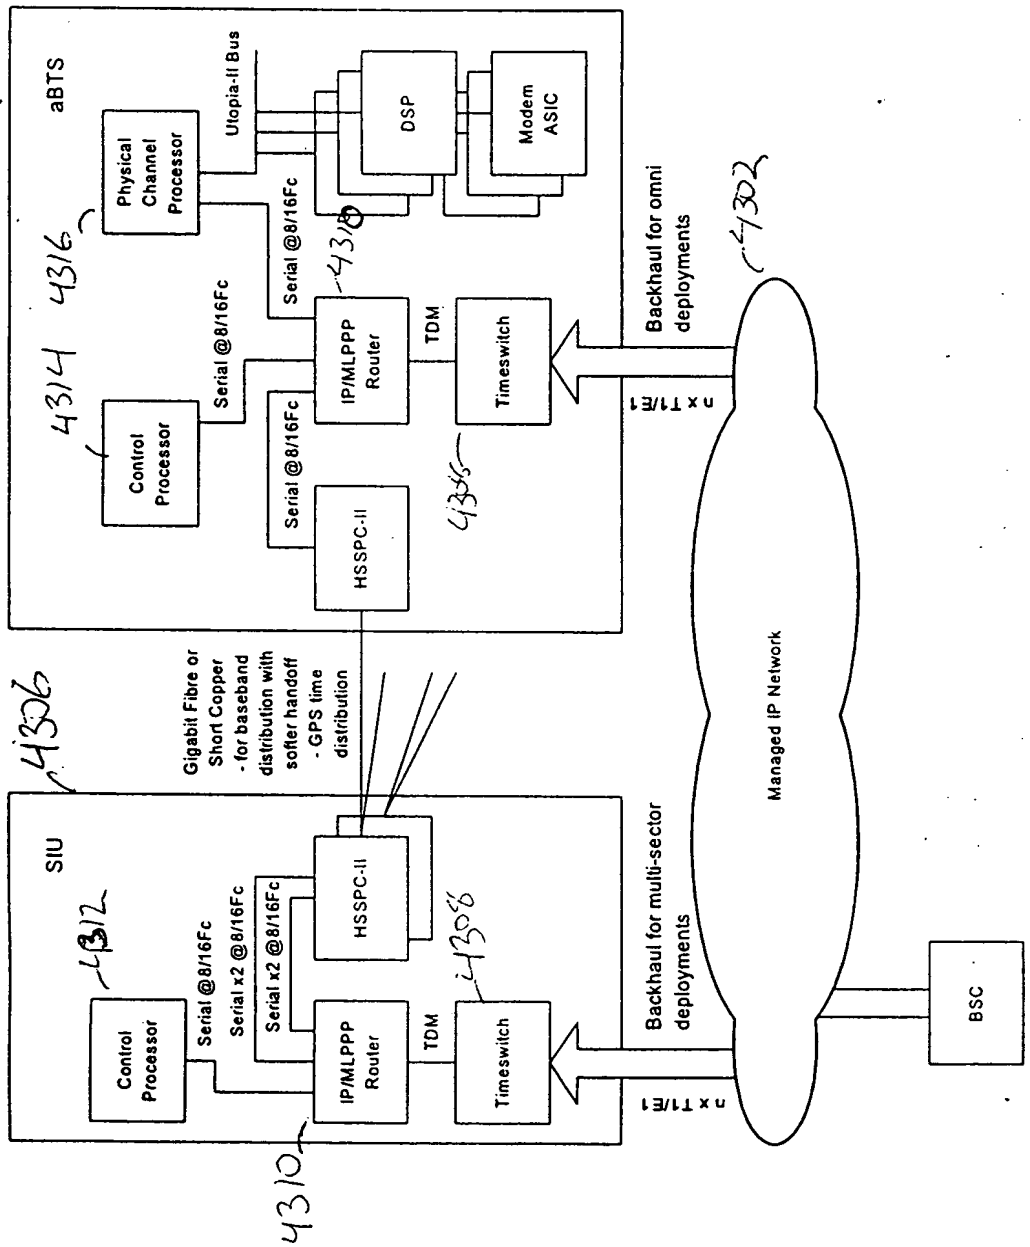 SIU
4306
4312
Control
Processor
Serial @8/16Fc
Serial x2 @8/16Fc
Serial x2 @8/16Fc
HSSPC-II
4310
IP/MLPPP
Router
TDM
4308
Timeswitch
n x T1/E1
Backhaul for multi-sector
deployments
Gigabit Fibre or
Short Copper
- for baseband
distribution with
softer handoff
- GPS time
distribution
aBTS
4314
4316
Control
Processor
Physical
Channel
Processor
Utopia-II Bus
Serial @8/16Fc
Serial @8/16Fc
Serial @8/16Fc
HSSPC-II
IP/MLPPP
Router
4310
DSP
Modem
ASIC
TDM
Timeswitch
n x T1/E1
Backhaul for omni
deployments
4302
Managed IP Network
BSC